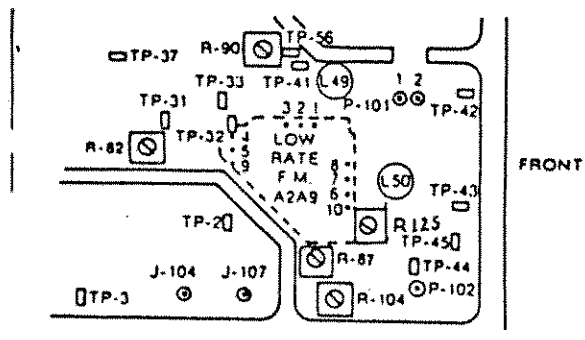 TP-56
R-90
TP-37
TP-41
L49
1 2
TP-33
P-101
TP-42
TP-31
3 2 1
TP-32
4
LOW
R-82
5
RATE
9
8
FRONT
F M.
7
L50
A2A9
6
TP-43
10
TP-2
R125
TP-45
R-87
J-104
J-107
TP-44
TP-3
P-102
R-104